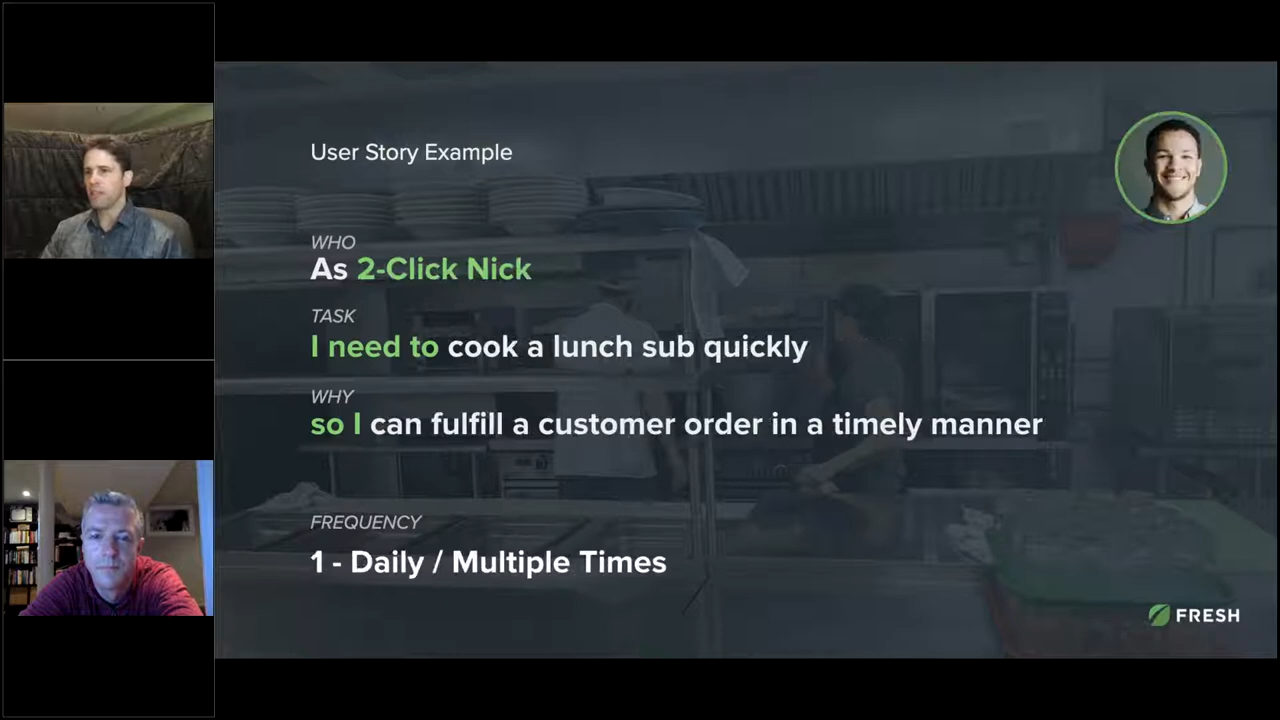 User Story Example
WHO
As 2-Click Nick
TASK
I need to cook a lunch sub quickly
WHY
so I can fulfill a customer order in a timely manner
FREQUENCY
1 - Daily / Multiple Times
FRESH